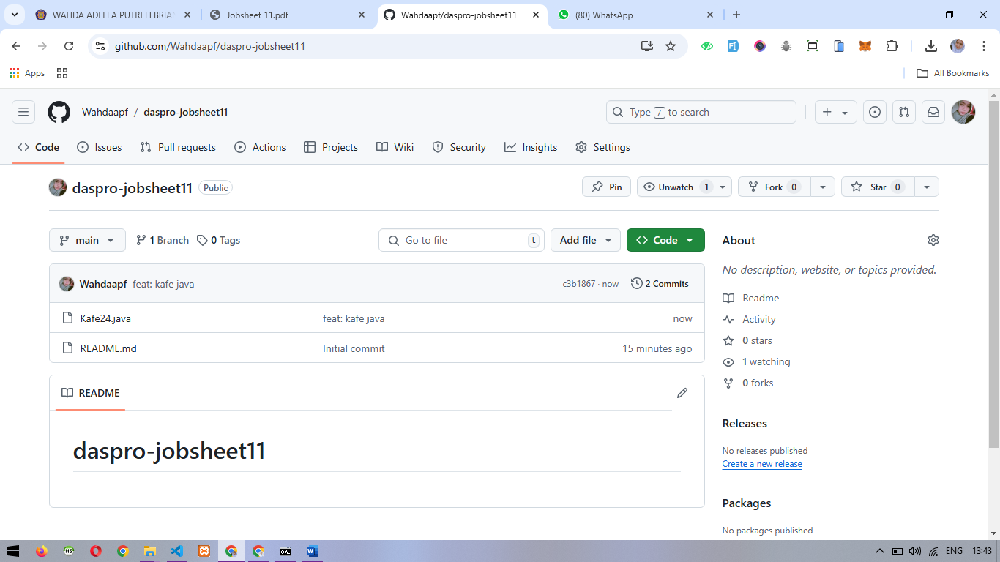 WAHDA ADELLA PUTRI FEBRIAN
Jobsheet 11.pdf
Wahdaapf/daspro-jobsheet11
(80) WhatsApp
github.com/Wahdaapf/daspro-jobsheet11
Apps
All Bookmarks
Wahdaapf / daspro-jobsheet11
Type / to search
Code Issues Pull requests Actions Projects Wiki Security Insights Settings
daspro-jobsheet11 Public
Pin Unwatch 1 Fork 0 Star 0
main 1 Branch 0 Tags
Go to file t
Add file
Code
Wahdaapf feat: kafe java c3b1867 · now 2 Commits
Kafe24.java feat: kafe java now
README.md Initial commit 15 minutes ago
README
daspro-jobsheet11
About
No description, website, or topics provided.
Readme
Activity
0 stars
1 watching
0 forks
Releases
No releases published
Create a new release
Packages
No packages published
ENG 13:43